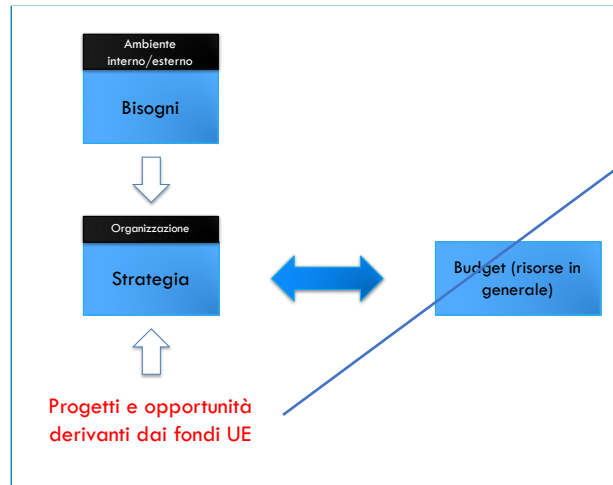 Ambiente
interno/esterno
Bisogni
Organizzazione
Strategia
Budget (risorse in
generale)
Progetti e opportunità
derivanti dai fondi UE